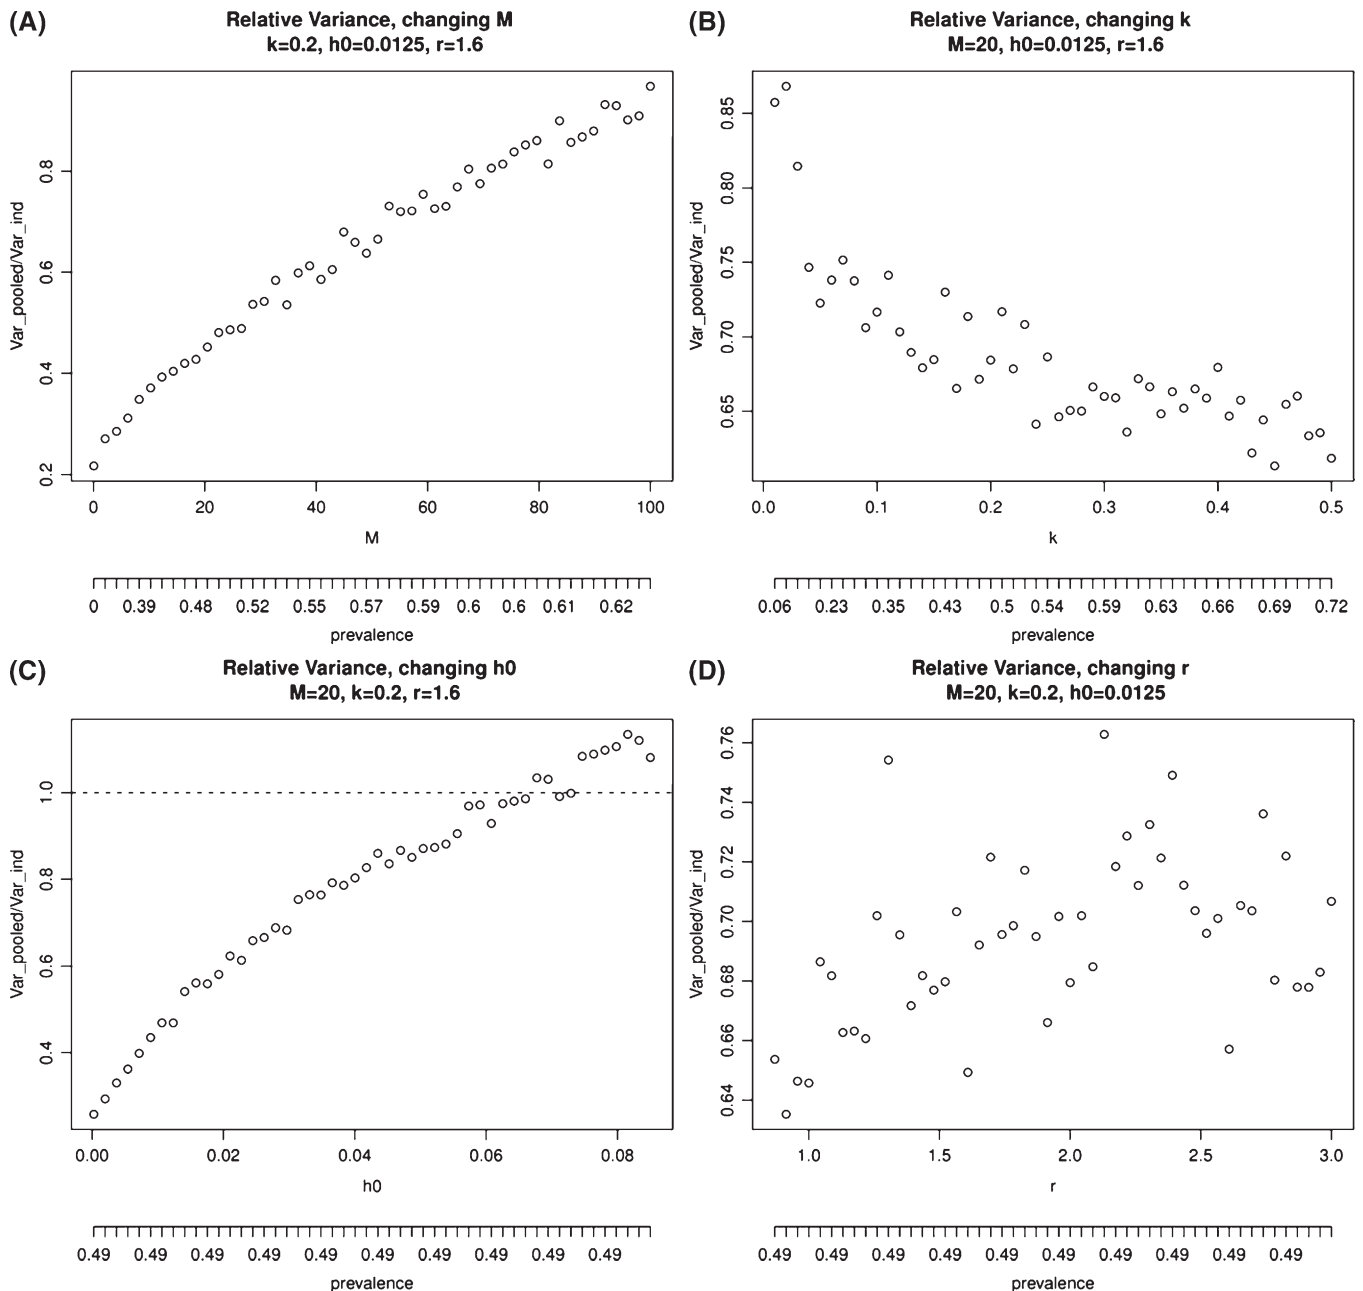 (A)
Relative Variance, changing M
k=0.2, h0=0.0125, r=1.6
Var_pooled/Var_ind
0.8
0.6
0.4
0.2
0 20 40 60 80 100
M
0 0.39 0.48 0.52 0.55 0.57 0.59 0.6 0.6 0.61 0.62
prevalence
(B)
Relative Variance, changing k
M=20, h0=0.0125, r=1.6
Var_pooled/Var_ind
0.85
0.80
0.75
0.70
0.65
0.0 0.1 0.2 0.3 0.4 0.5
k
0.06 0.23 0.35 0.43 0.5 0.54 0.59 0.63 0.66 0.69 0.72
prevalence
(C)
Relative Variance, changing h0
M=20, k=0.2, r=1.6
Var_pooled/Var_ind
1.0
0.8
0.6
0.4
0.00 0.02 0.04 0.06 0.08
h0
0.49 0.49 0.49 0.49 0.49 0.49 0.49 0.49 0.49 0.49
prevalence
(D)
Relative Variance, changing r
M=20, k=0.2, h0=0.0125
Var_pooled/Var_ind
0.76
0.74
0.72
0.70
0.68
0.66
0.64
1.0 1.5 2.0 2.5 3.0
r
0.49 0.49 0.49 0.49 0.49 0.49 0.49 0.49 0.49 0.49
prevalence